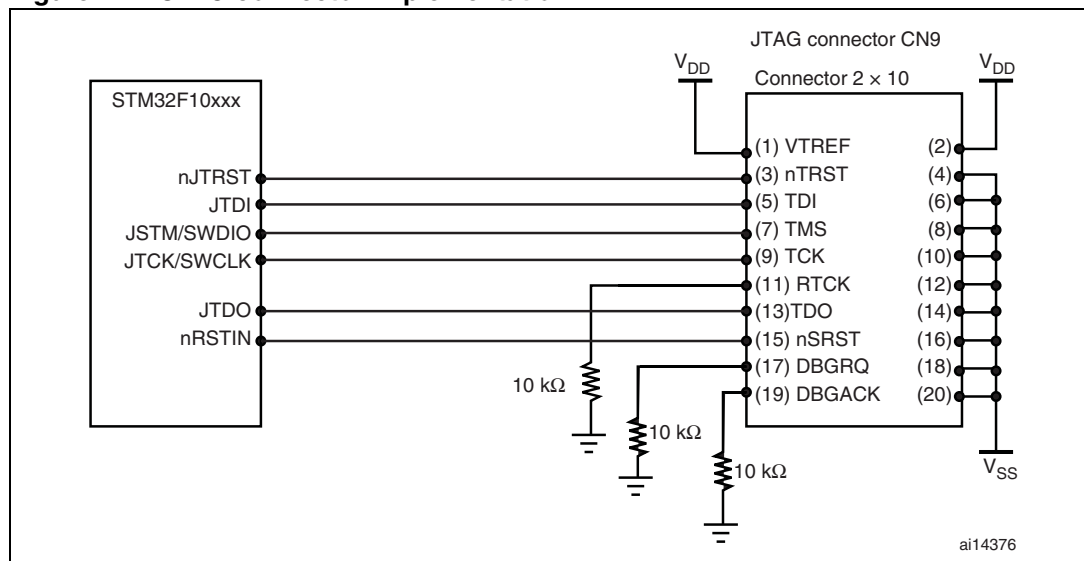 JTAG connector CN9
V_DD
V_DD
Connector 2 × 10
STM32F10xxx
(1) VTREF
(2)
nJTRST
(3) nTRST
(4)
JTDI
(5) TDI
(6)
JSTM/SWDIO
(7) TMS
(8)
JTCK/SWCLK
(9) TCK
(10)
(11) RTCK
(12)
JTDO
(13)TDO
(14)
nRSTIN
(15) nSRST
(16)
(17) DBGRQ
(18)
(19) DBGACK
(20)
10 kΩ
10 kΩ
10 kΩ
V_SS
ai14376